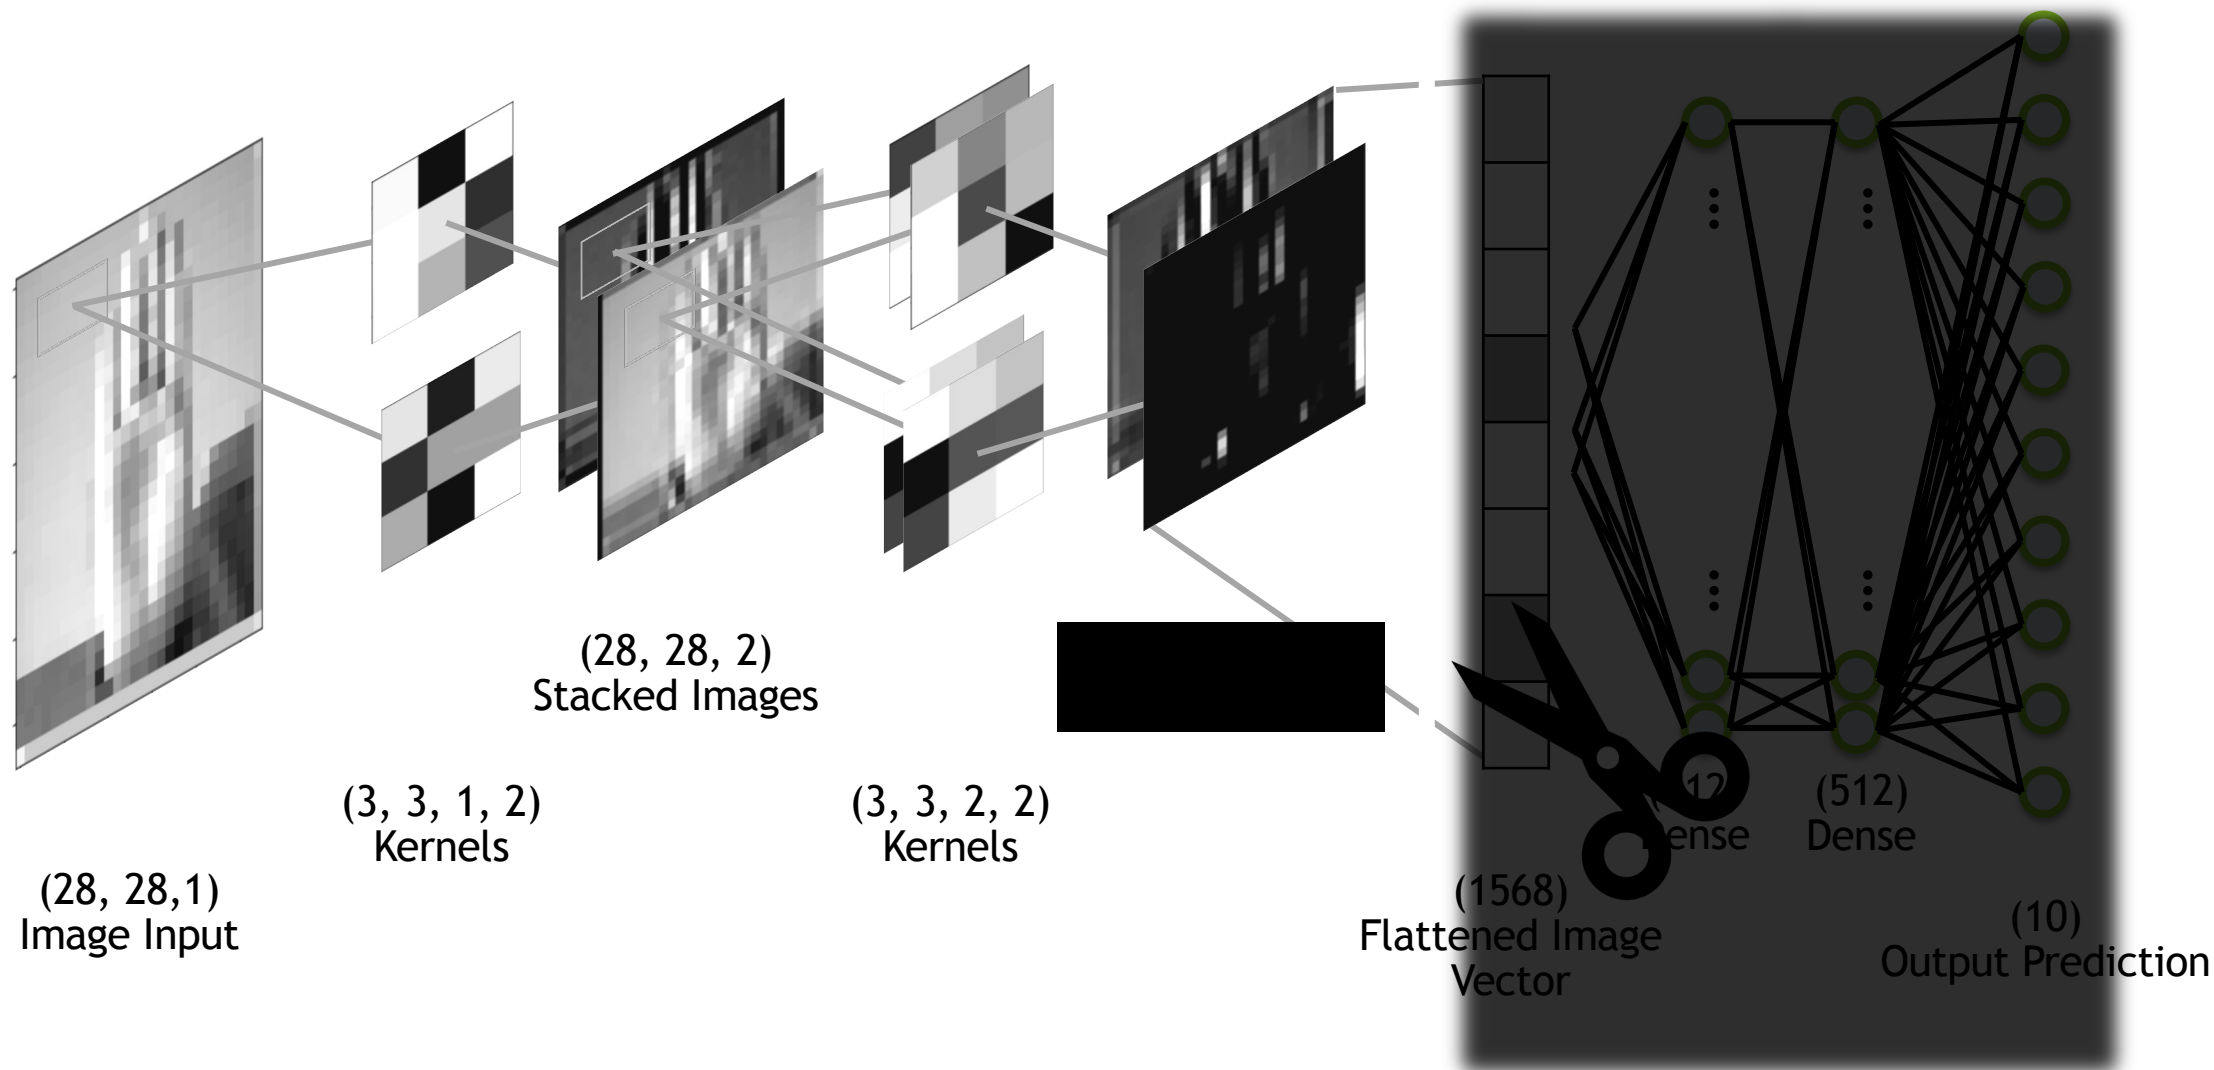 (28, 28, 2)
Stacked Images
(3, 3, 1, 2)
Kernels
(3, 3, 2, 2)
Kernels
(512)
Dense
(28, 28,1)
Image Input
(1568)
Flattened Image
Vector
(10)
Output Prediction